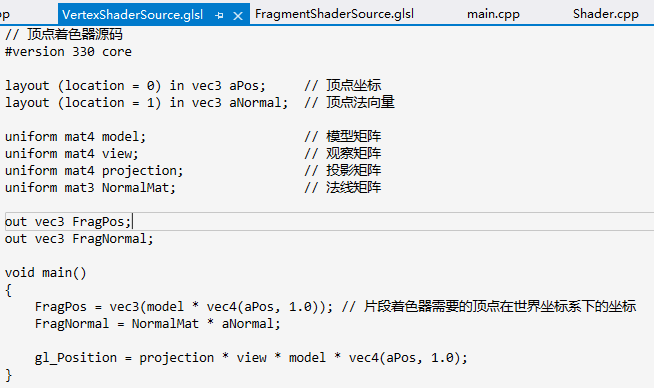 pp VertexShaderSource.glsl FragmentShaderSource.glsl main.cpp Shader.cpp
// 顶点着色器源码
#version 330 core
layout (location = 0) in vec3 aPos; // 顶点坐标
layout (location = 1) in vec3 aNormal; // 顶点法向量
uniform mat4 model; // 模型矩阵
uniform mat4 view; // 观察矩阵
uniform mat4 projection; // 投影矩阵
uniform mat3 NormalMat; // 法线矩阵
out vec3 FragPos;
out vec3 FragNormal;
void main()
{
FragPos = vec3(model * vec4(aPos, 1.0)); // 片段着色器需要的顶点在世界坐标系下的坐标
FragNormal = NormalMat * aNormal;
gl_Position = projection * view * model * vec4(aPos, 1.0);
}